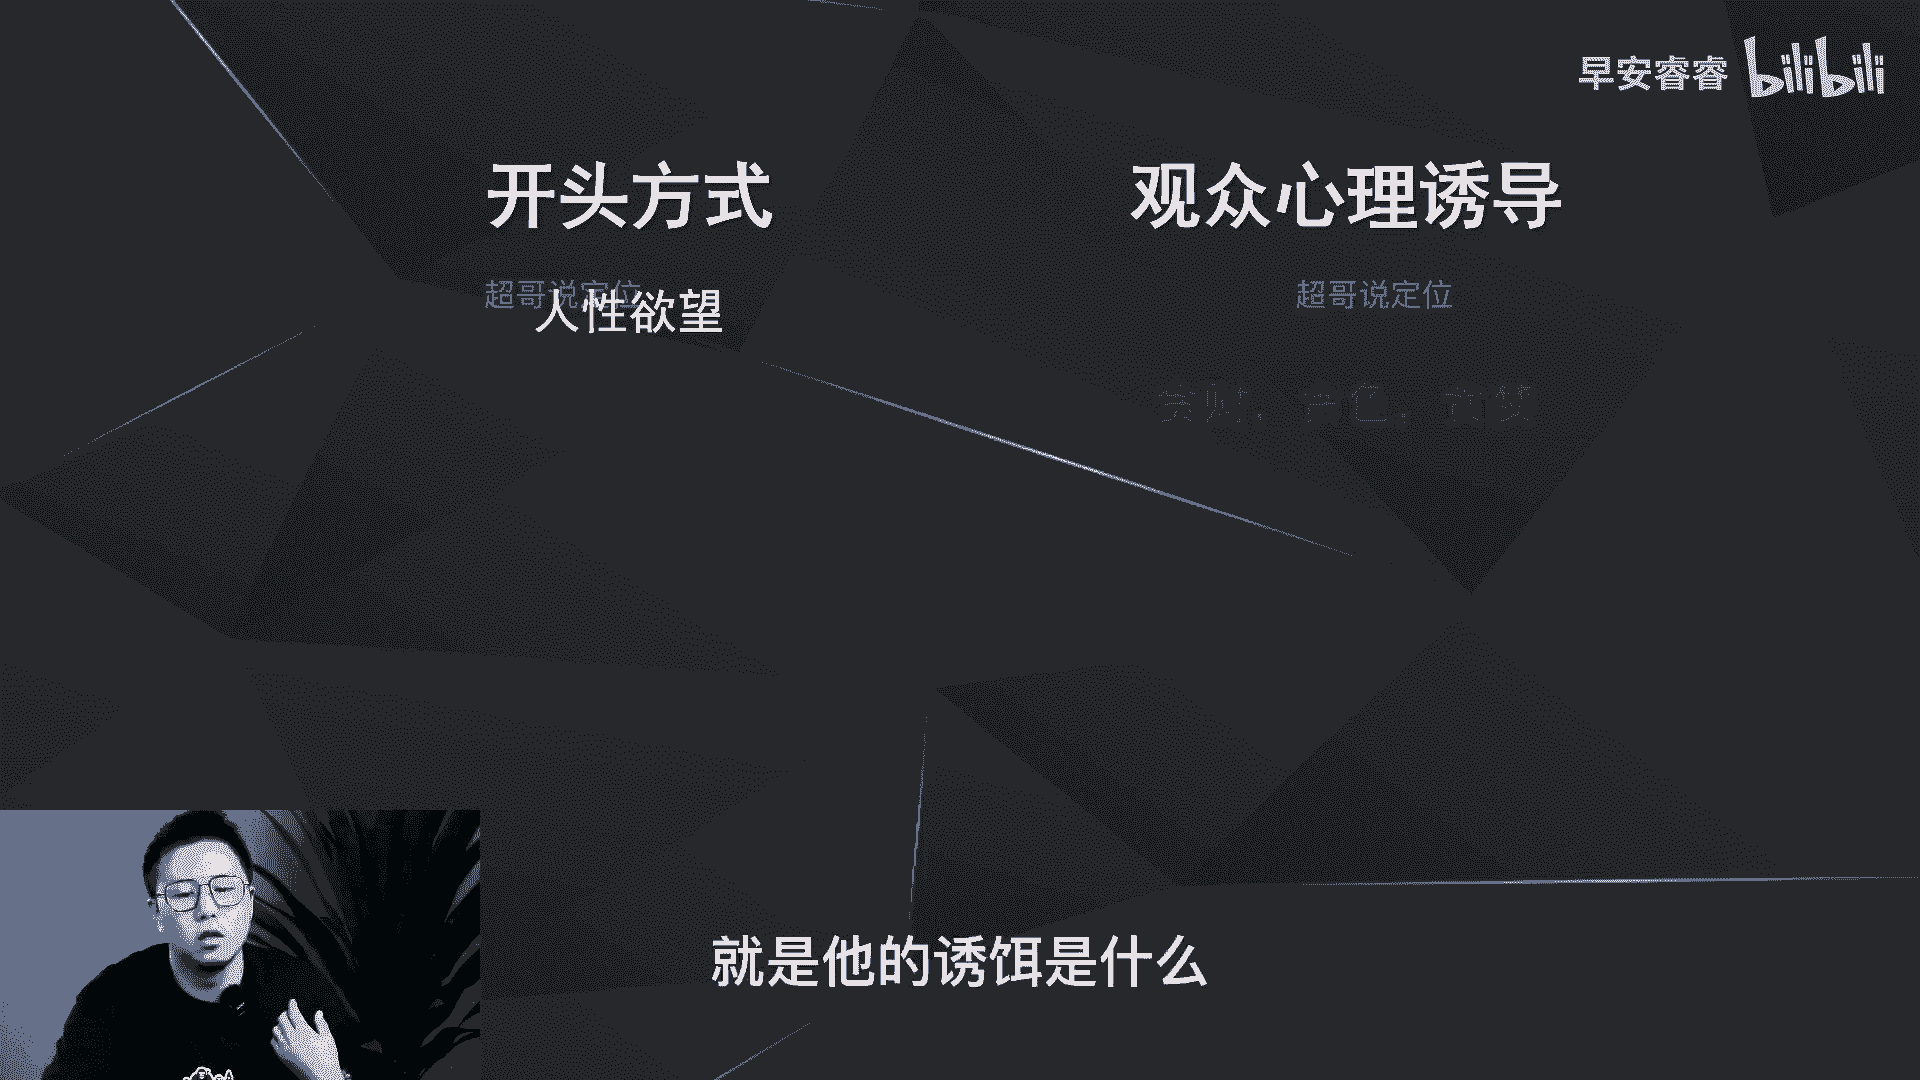 早安睿睿 bilibili
开头方式 观众心理诱导
超哥说定位 超哥说定位
人性欲望
就是他的诱饵是什么